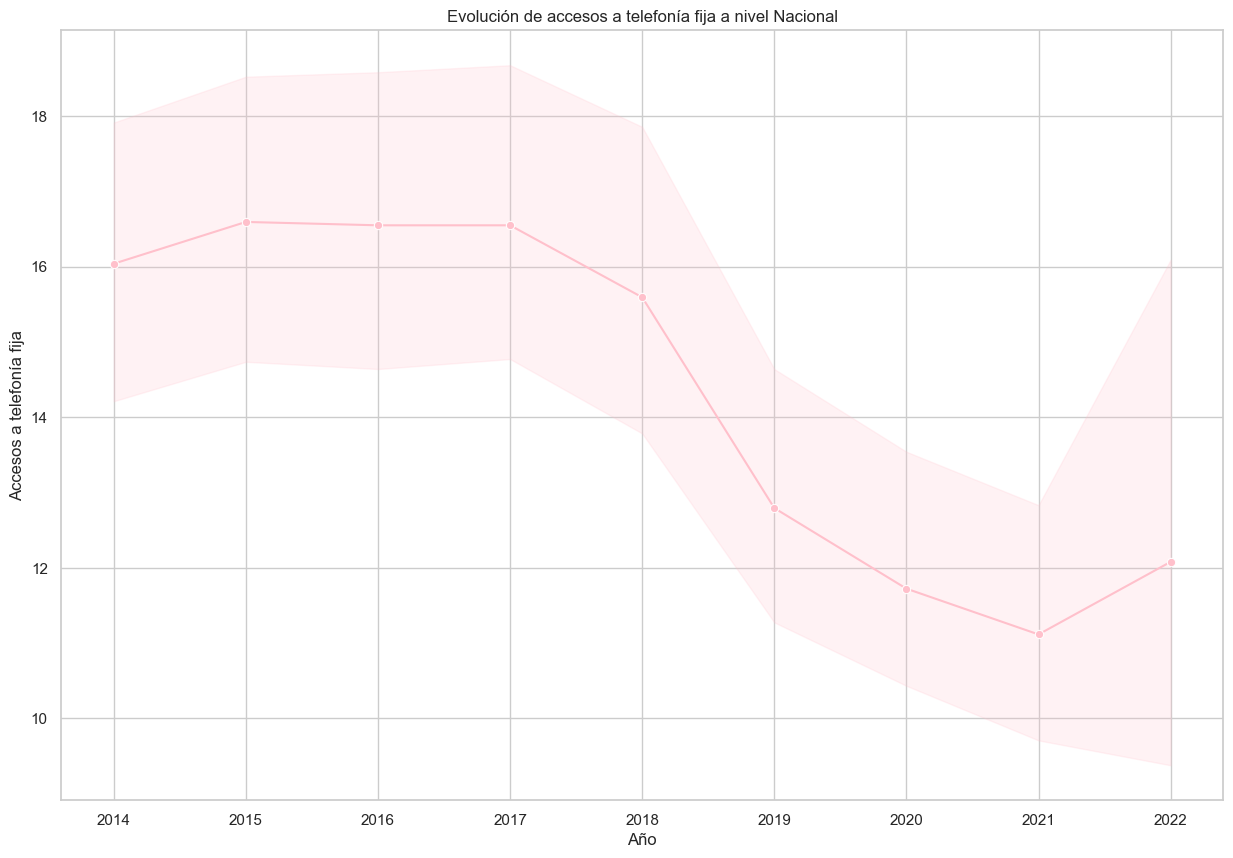 Evolución de accesos a telefonía fija a nivel Nacional
Accesos a telefonía fija
18
16
14
12
10
2014 2015 2016 2017 2018 2019 2020 2021 2022
Año